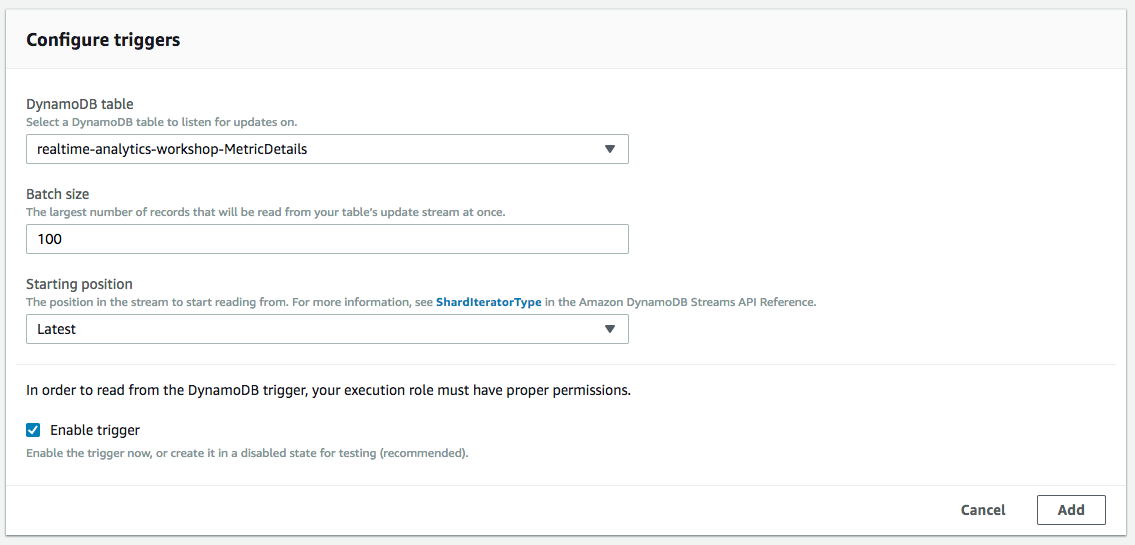 Configure triggers
DynamoDB table
Select a DynamoDB table to listen for updates on.
realtime-analytics-workshop-MetricDetails
Batch size
The largest number of records that will be read from your table's update stream at once.
100
Starting position
The position in the stream to start reading from. For more information, see ShardIteratorType in the Amazon DynamoDB Streams API Reference.
Latest
In order to read from the DynamoDB trigger, your execution role must have proper permissions.
Enable trigger
Enable the trigger now, or create it in a disabled state for testing (recommended).
Cancel Add